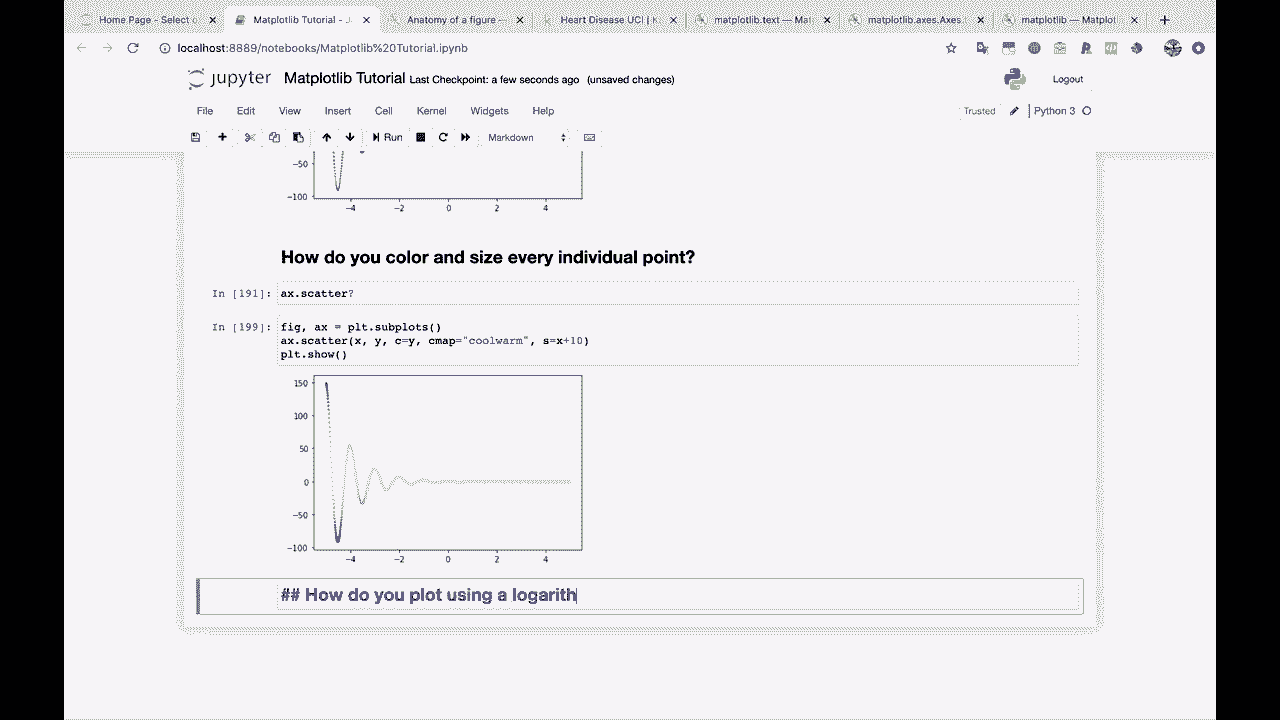 Home Page - Select
Matplotlib Tutorial - J
Anatomy of a figure —
Heart Disease UCI | K
matplotlib.text — Mat
matplotlib.axes.Axes.
matplotlib — Matplotl
localhost:8889/notebooks/Matplotlib%20Tutorial.ipynb
jupyter Matplotlib Tutorial Last Checkpoint: a few seconds ago (unsaved changes)
Logout
File Edit View Insert Cell Kernel Widgets Help
Trusted Python 3
Run Markdown
−50
−100
−4 −2 0 2 4
How do you color and size every individual point?
In [191]: ax.scatter?
In [199]: fig, ax = plt.subplots()
ax.scatter(x, y, c=y, cmap="coolwarm", s=x+10)
plt.show()
150
100
50
0
−50
−100
−4 −2 0 2 4
## How do you plot using a logarith